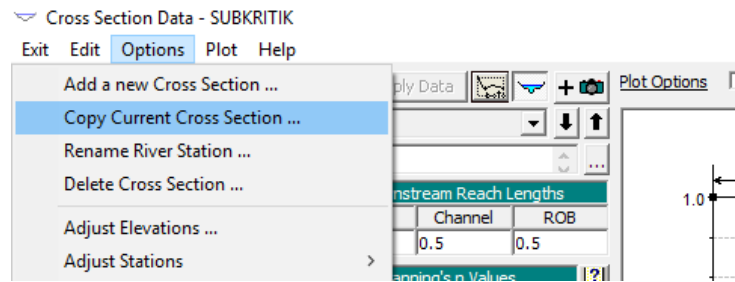 Cross Section Data - SUBKRITIK
Exit Edit Options Plot Help
Add a new Cross Section ...
Copy Current Cross Section ...
Rename River Station ...
Delete Cross Section ...
Adjust Elevations ...
Adjust Stations
ply Data
Plot Options
...
nstream Reach Lengths
Channel ROB
0.5 0.5
anning's n Values
1.0